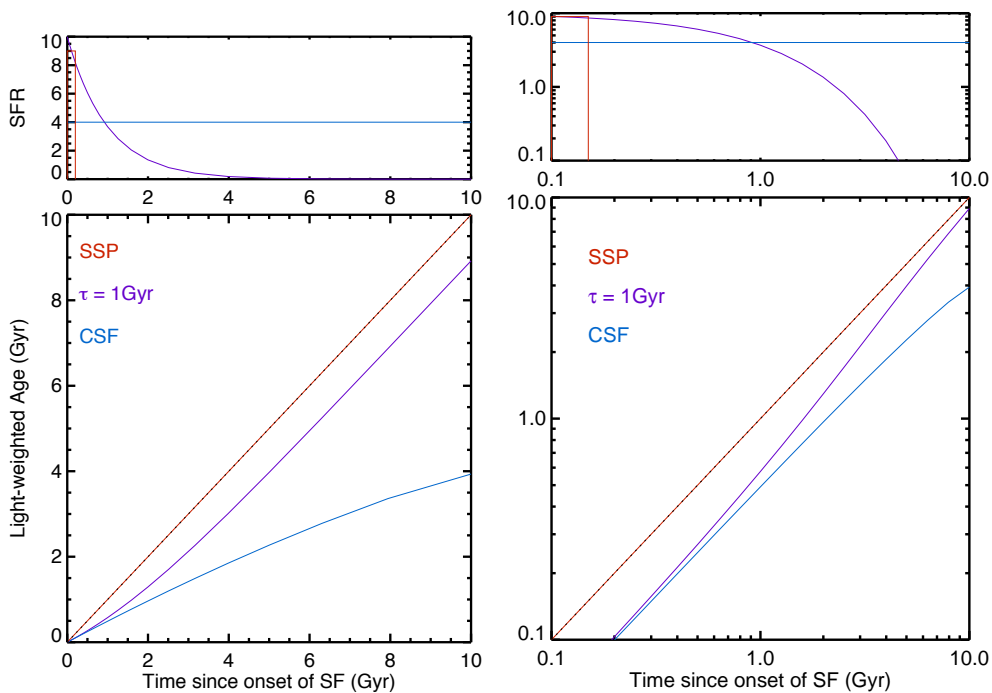 10
8
6
4
2
0
SFR
0 2 4 6 8 10
10.0
1.0
0.1
0.1 1.0 10.0
10
8
6
4
2
0
Light-weighted Age (Gyr)
SSP
τ = 1Gyr
CSF
0 2 4 6 8 10
Time since onset of SF (Gyr)
10.0
1.0
0.1
SSP
τ = 1Gyr
CSF
0.1 1.0 10.0
Time since onset of SF (Gyr)